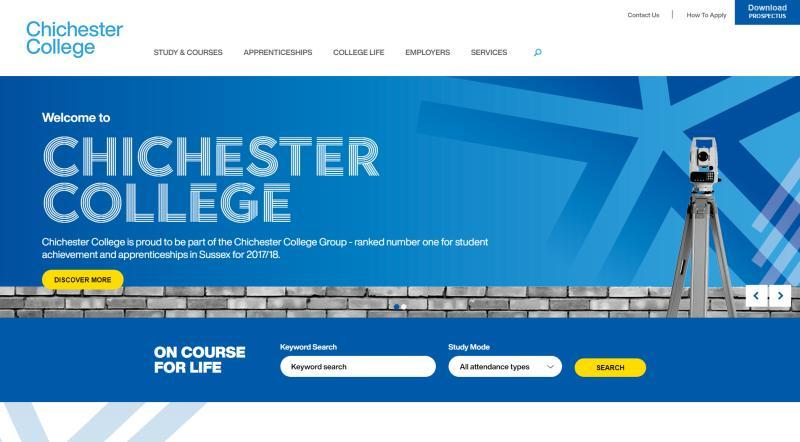 Contact Us
How To Apply
Download
PROSPECTUS
Chichester
College
STUDY & COURSES
APPRENTICESHIPS
COLLEGE LIFE
EMPLOYERS
SERVICES
Welcome to
CHICHESTER
COLLEGE
Chichester College is proud to be part of the Chichester College Group - ranked number one for student
achievement and apprenticeships in Sussex for 2017/18.
DISCOVER MORE
ON COURSE
FOR LIFE
Keyword Search
Keyword search
Study Mode
All attendance types
SEARCH